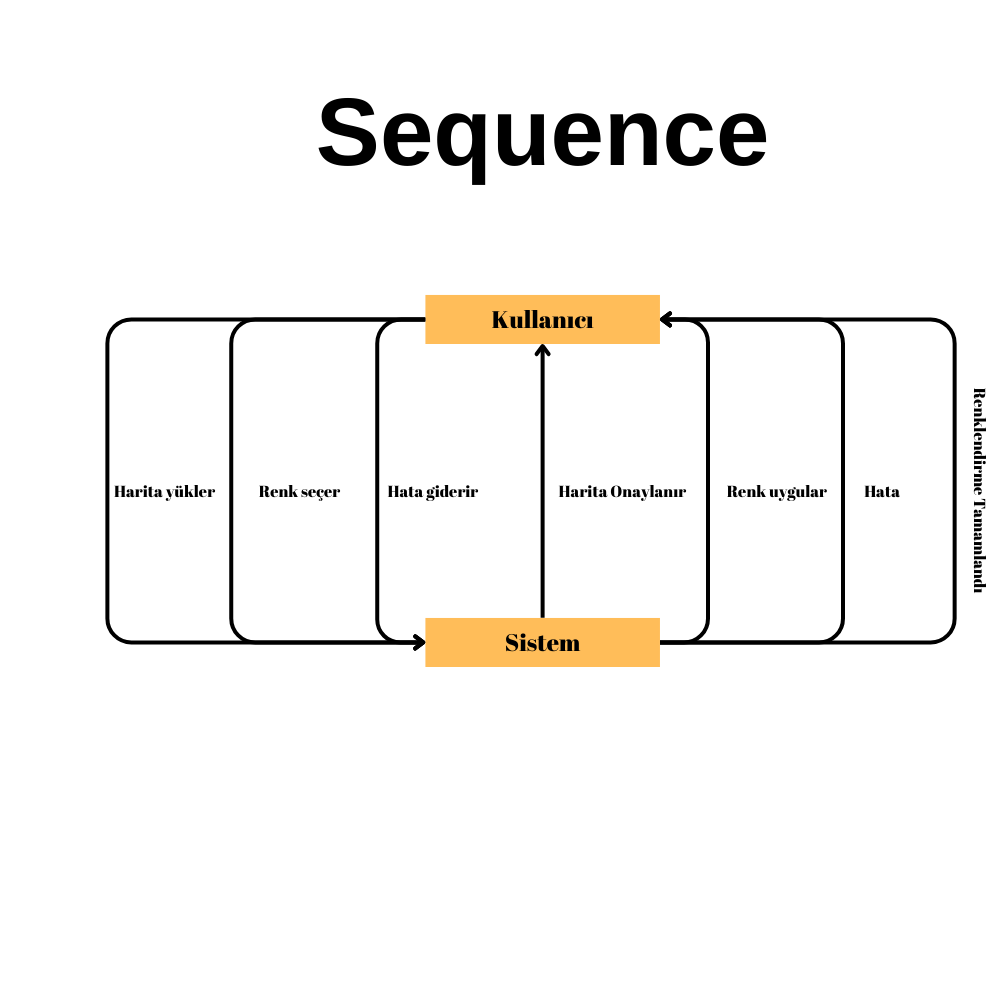 Sequence
Kullanıcı
Harita yükler
Renk seçer
Hata giderir
Harita Onaylanır
Renk uygular
Hata
Renklendirme Tamamlandı
Sistem